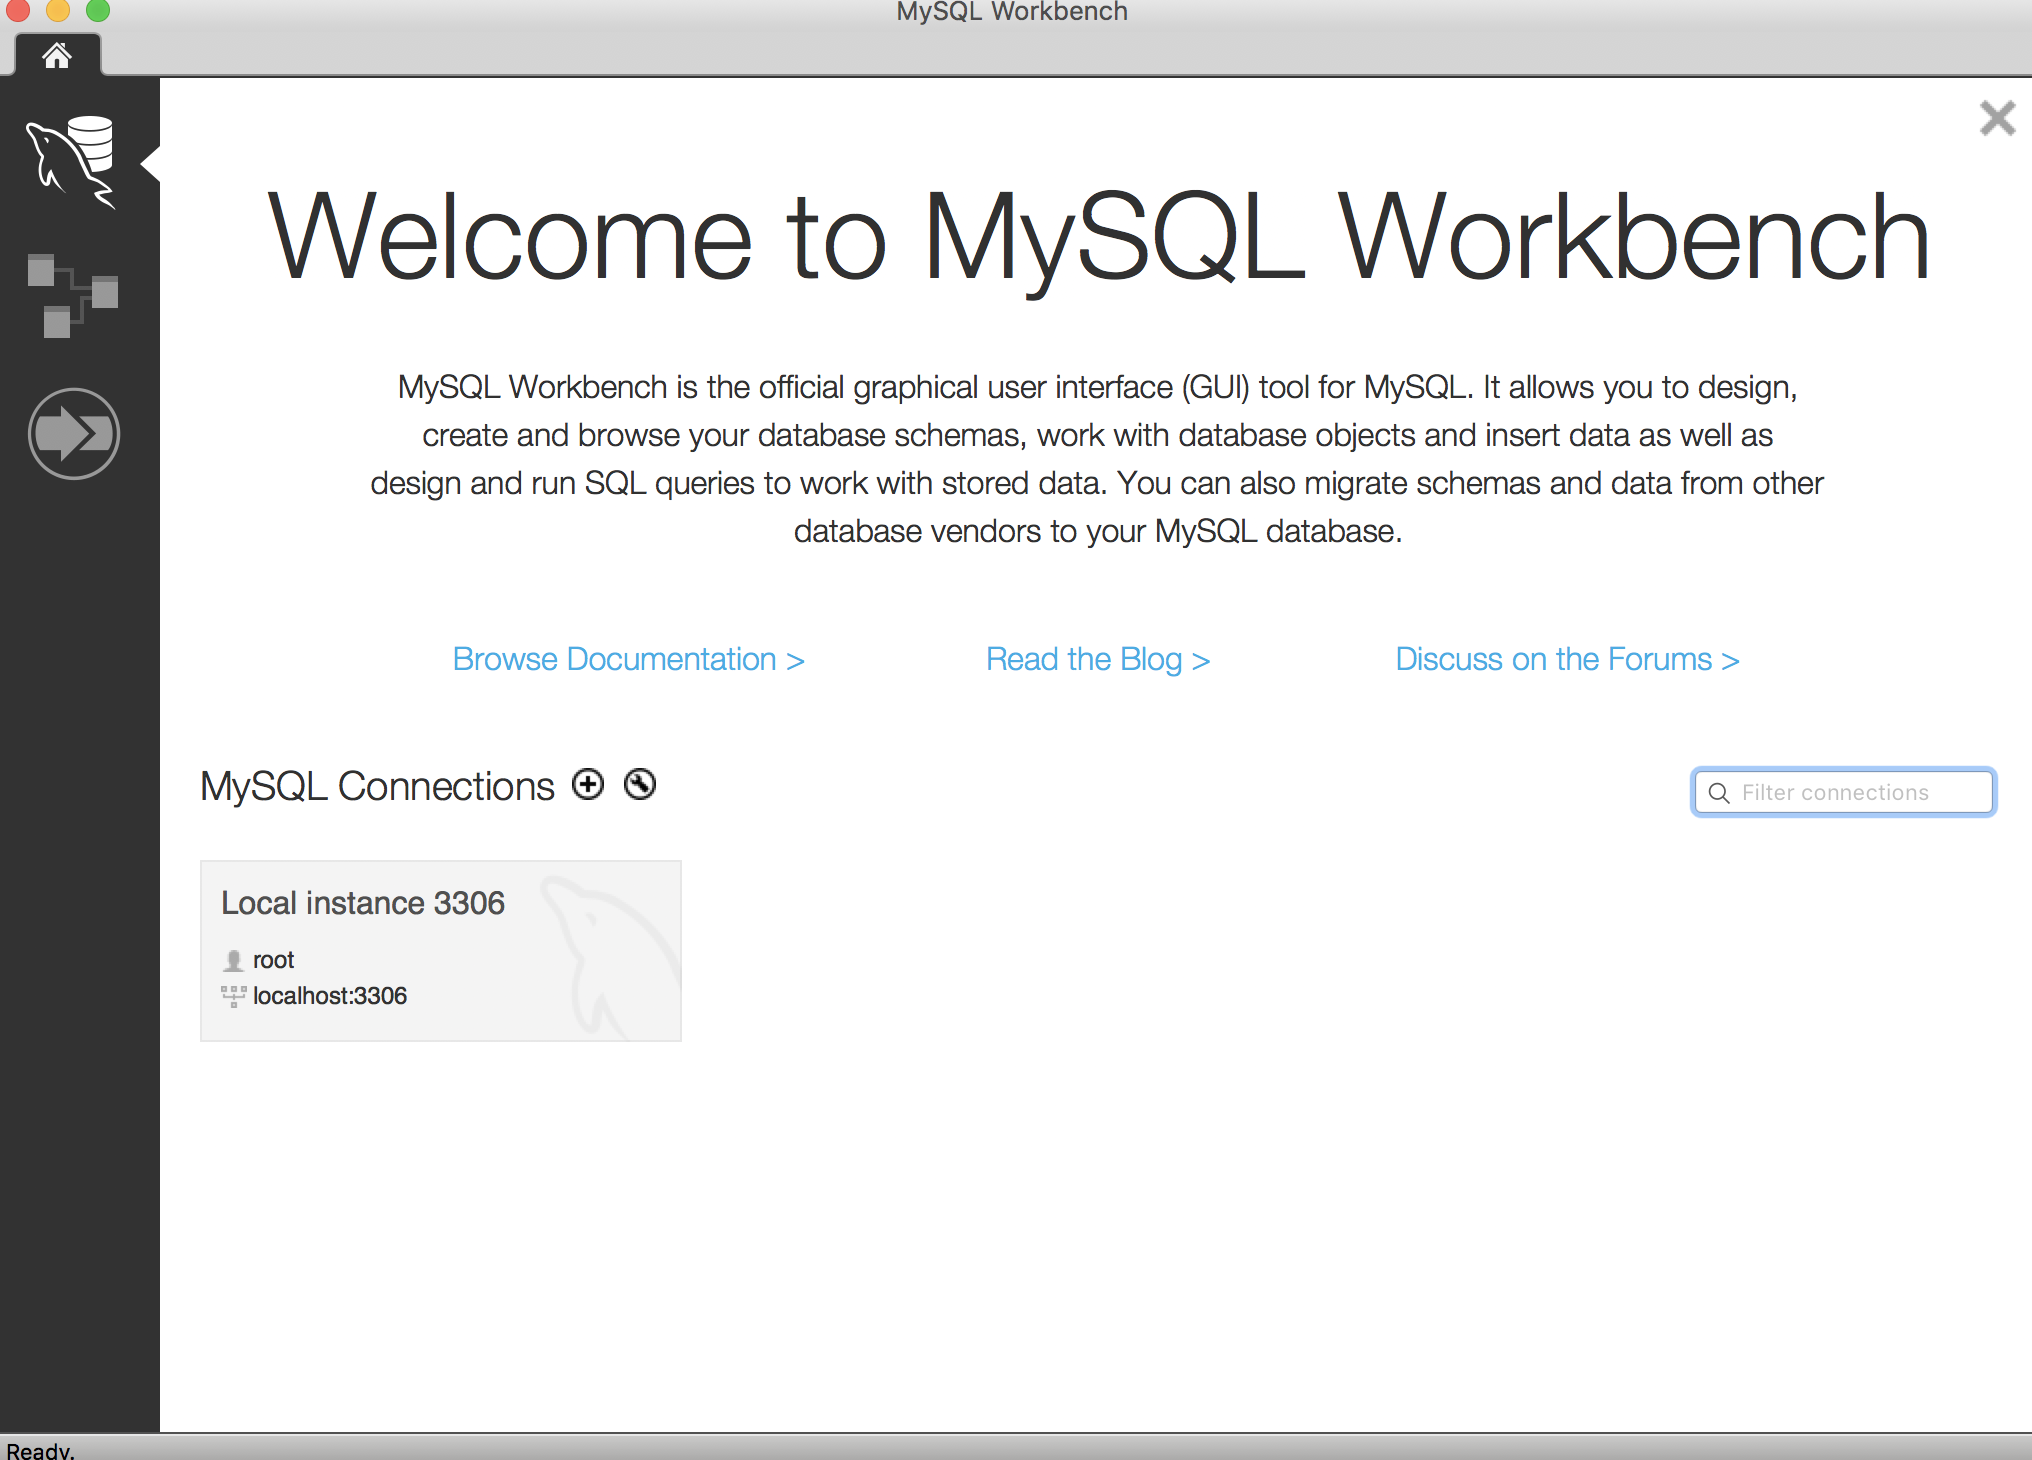 MySQL Workbench
Welcome to MySQL Workbench
MySQL Workbench is the official graphical user interface (GUI) tool for MySQL. It allows you to design,
create and browse your database schemas, work with database objects and insert data as well as
design and run SQL queries to work with stored data. You can also migrate schemas and data from other
database vendors to your MySQL database.
Browse Documentation > Read the Blog > Discuss on the Forums >
MySQL Connections
Filter connections
Local instance 3306
root
localhost:3306
Ready.